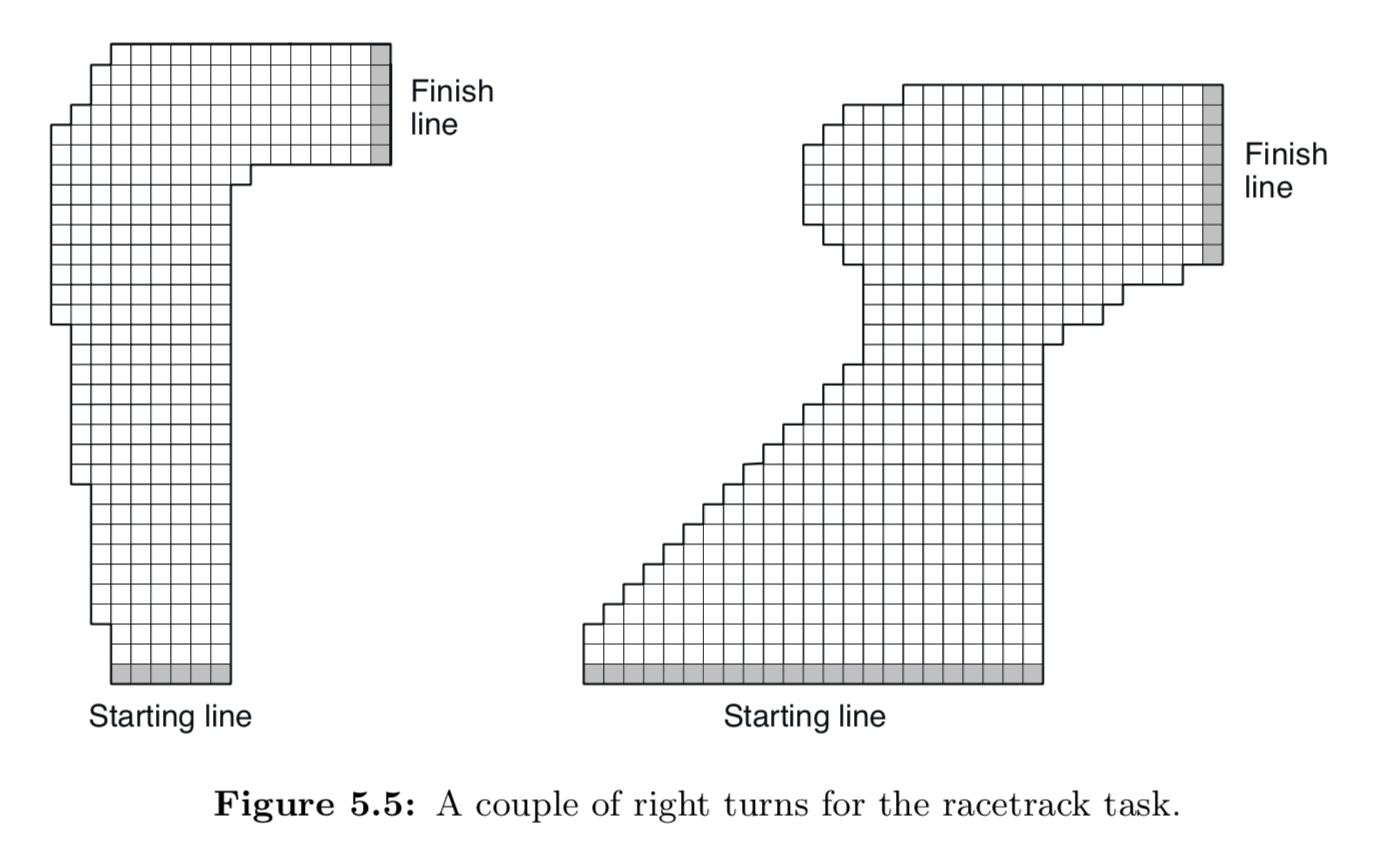 Finish
line
Finish
line
Starting line
Starting line
Figure 5.5: A couple of right turns for the racetrack task.